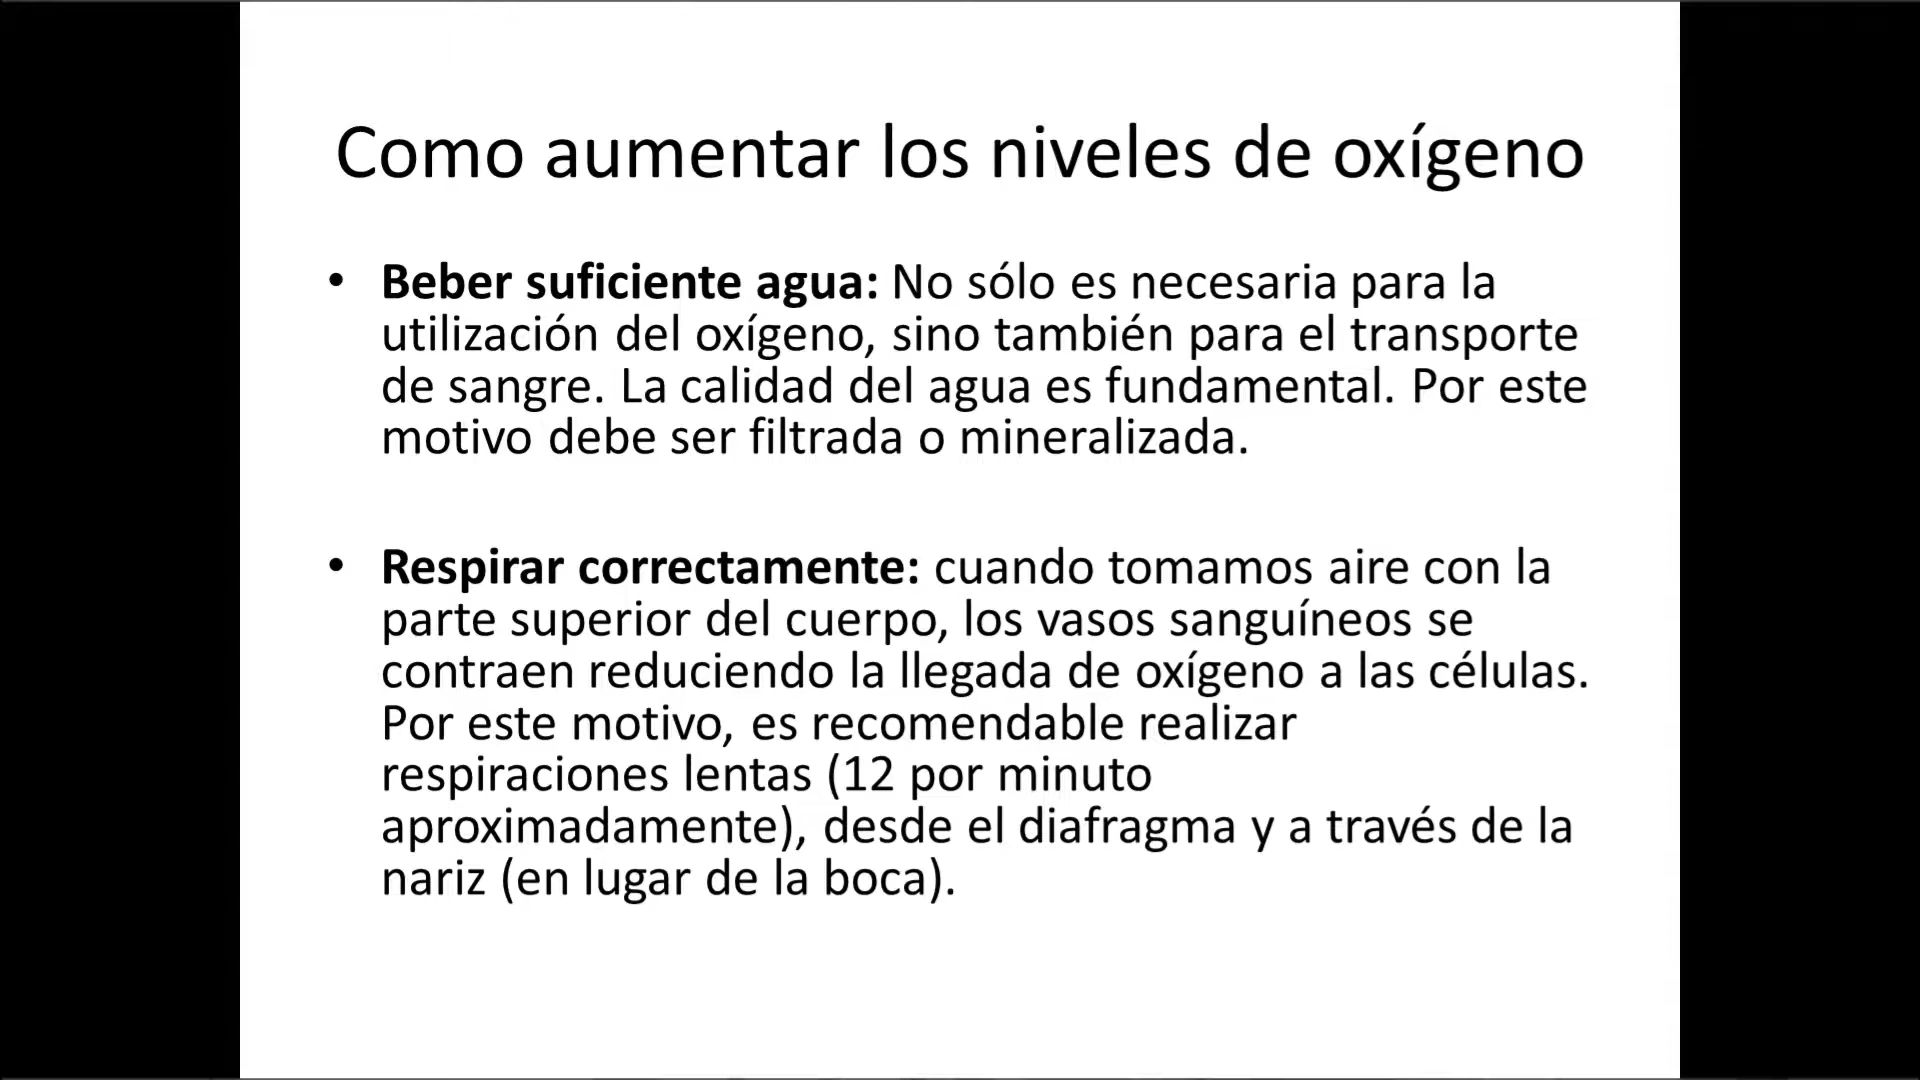 Como aumentar los niveles de oxígeno
• Beber suficiente agua: No sólo es necesaria para la
utilización del oxígeno, sino también para el transporte
de sangre. La calidad del agua es fundamental. Por este
motivo debe ser filtrada o mineralizada.
• Respirar correctamente: cuando tomamos aire con la
parte superior del cuerpo, los vasos sanguíneos se
contraen reduciendo la llegada de oxígeno a las células.
Por este motivo, es recomendable realizar
respiraciones lentas (12 por minuto
aproximadamente), desde el diafragma y a través de la
nariz (en lugar de la boca).